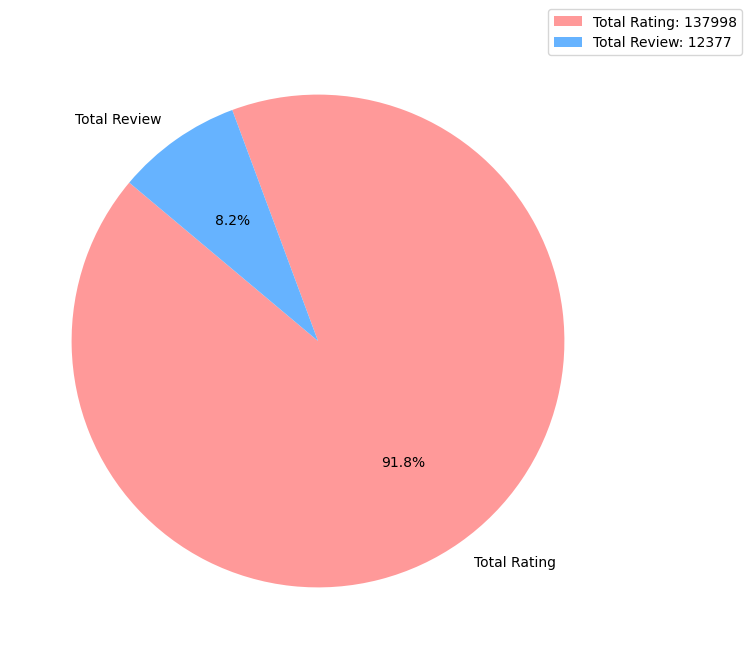 Total Rating: 137998
Total Review: 12377
Total Review
8.2%
91.8%
Total Rating